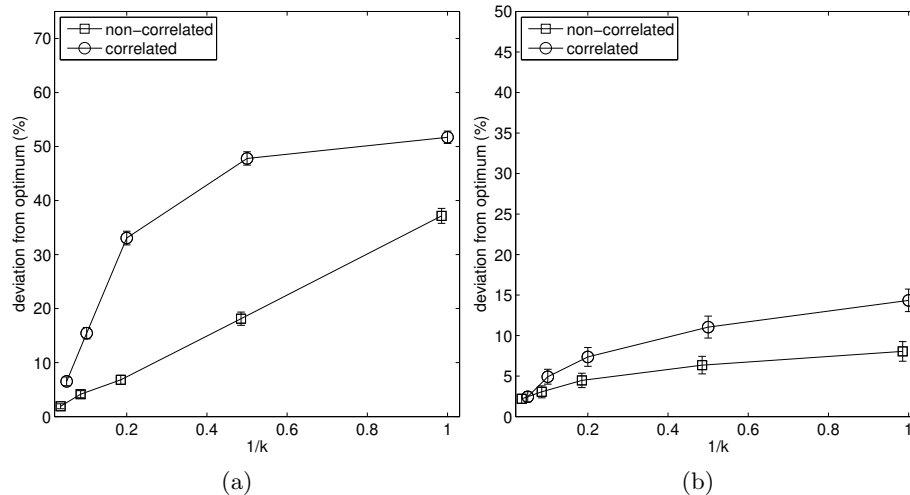 70
60
50
40
30
20
10
0
deviation from optimum (%)
non−correlated
correlated
0.2
0.4
0.6
0.8
1
1/k
(a)
50
45
40
35
30
25
20
15
10
5
0
deviation from optimum (%)
non−correlated
correlated
0.2
0.4
0.6
0.8
1
1/k
(b)